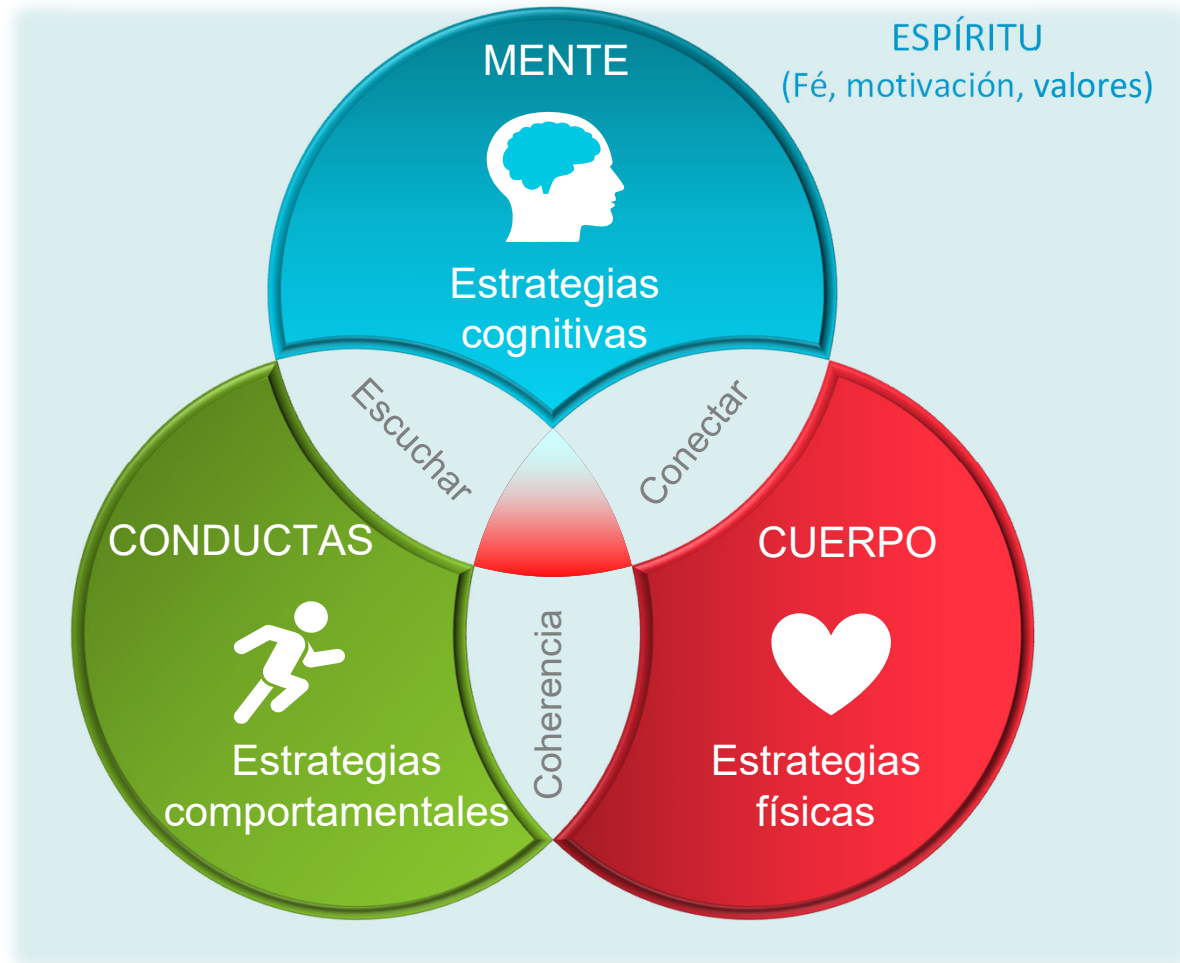 MENTE
ESPÍRITU
(Fé, motivación, valores)
Estrategias
cognitivas
Escuchar
Conectar
CONDUCTAS
CUERPO
Coherencia
Estrategias
comportamentales
Estrategias
físicas